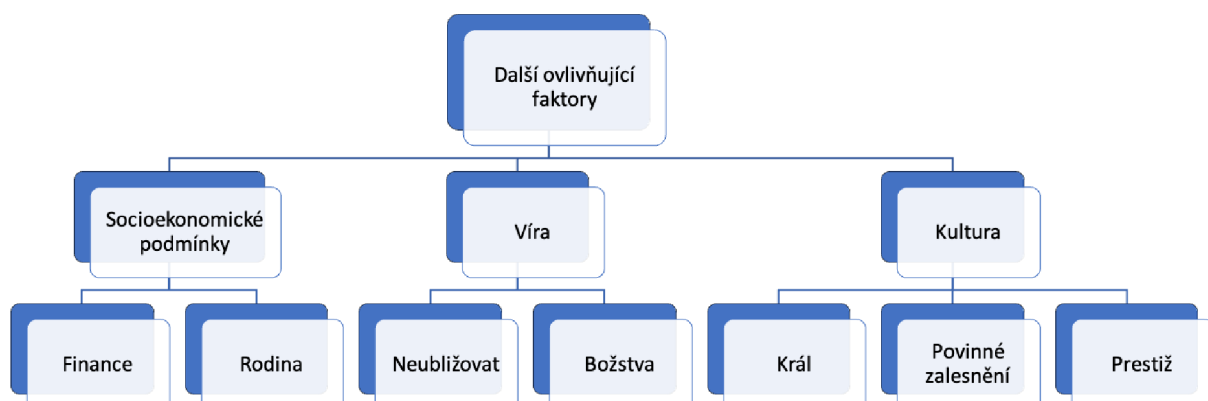 Další ovlivňující
faktory
Socioekonomické
podmínky
Víra
Kultura
Finance
Rodina
Neubližovat
Božstva
Král
Povinné
zalesnění
Prestiž